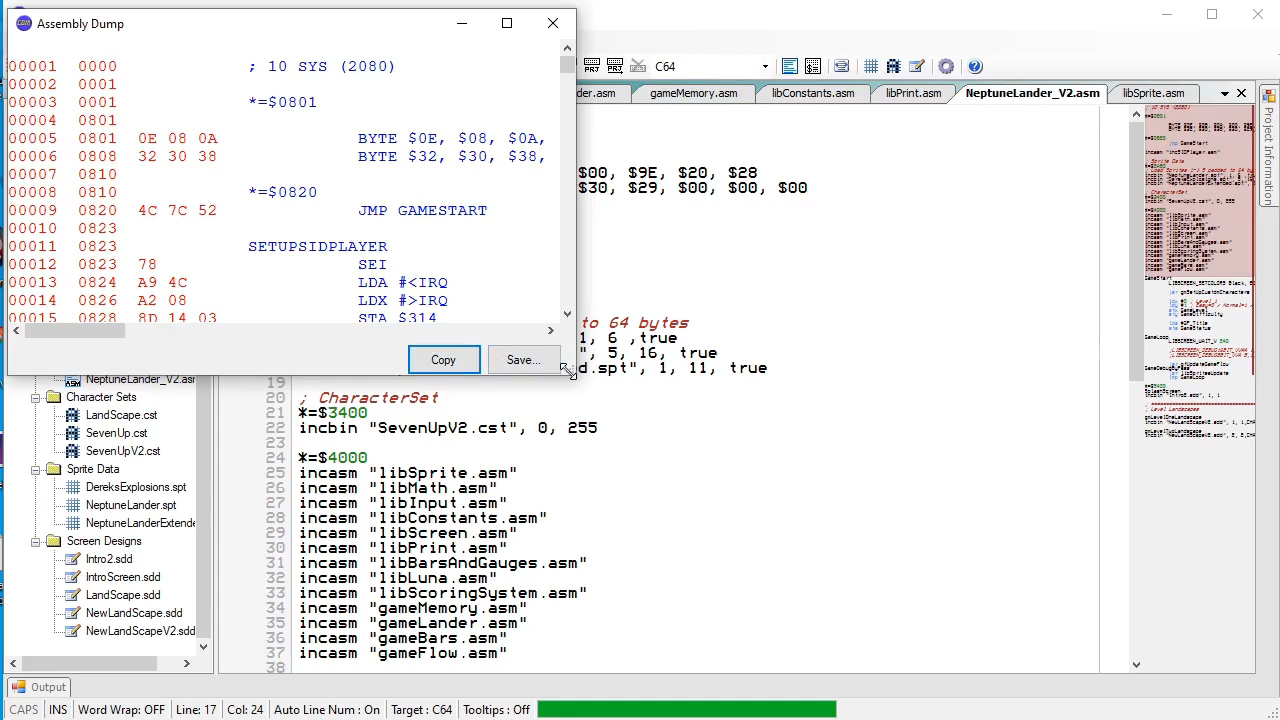 Assembly Dump
00001 0000 ; 10 SYS (2080)
00002 0001
00003 0001 *=$0801
00004 0801
00005 0801 0E 08 0A BYTE $0E, $08, $0A,
00006 0808 32 30 38 BYTE $32, $30, $38,
00007 0810
00008 0810 *=$0820
00009 0820 4C 7C 52 JMP GAMESTART
00010 0823
00011 0823 SETUPSIDPLAYER
00012 0823 78 SEI
00013 0824 A9 4C LDA #<IRQ
00014 0826 A2 08 LDX #>IRQ
00015 0828 8D 14 03 STA $314
Copy Save...
C64
der.asm gameMemory.asm libConstants.asm libPrint.asm NeptuneLander_V2.asm libSprite.asm
Project Information
$00, $9E, $20, $28
$30, $29, $00, $00, $00
to 64 bytes
1, 6 ,true
", 5, 16, true
d.spt", 1, 11, true
19
20 ; CharacterSet
21 *=$3400
22 incbin "SevenUpV2.cst", 0, 255
23
24 *=$4000
25 incasm "libSprite.asm"
26 incasm "libMath.asm"
27 incasm "libInput.asm"
28 incasm "libConstants.asm"
29 incasm "libScreen.asm"
30 incasm "libPrint.asm"
31 incasm "libBarsAndGauges.asm"
32 incasm "libLuna.asm"
33 incasm "libScoringSystem.asm"
34 incasm "gameMemory.asm"
35 incasm "gameLander.asm"
36 incasm "gameBars.asm"
37 incasm "gameFlow.asm"
38
NeptuneLander_V2.asm
Character Sets
LandScape.cst
SevenUp.cst
SevenUpV2.cst
Sprite Data
DereksExplosions.spt
NeptuneLander.spt
NeptuneLanderExtende
Screen Designs
Intro2.sdd
IntroScreen.sdd
LandScape.sdd
NewLandScape.sdd
NewLandScapeV2.sdd
Output
CAPS INS Word Wrap: OFF Line: 17 Col: 24 Auto Line Num : On Target : C64 Tooltips : Off